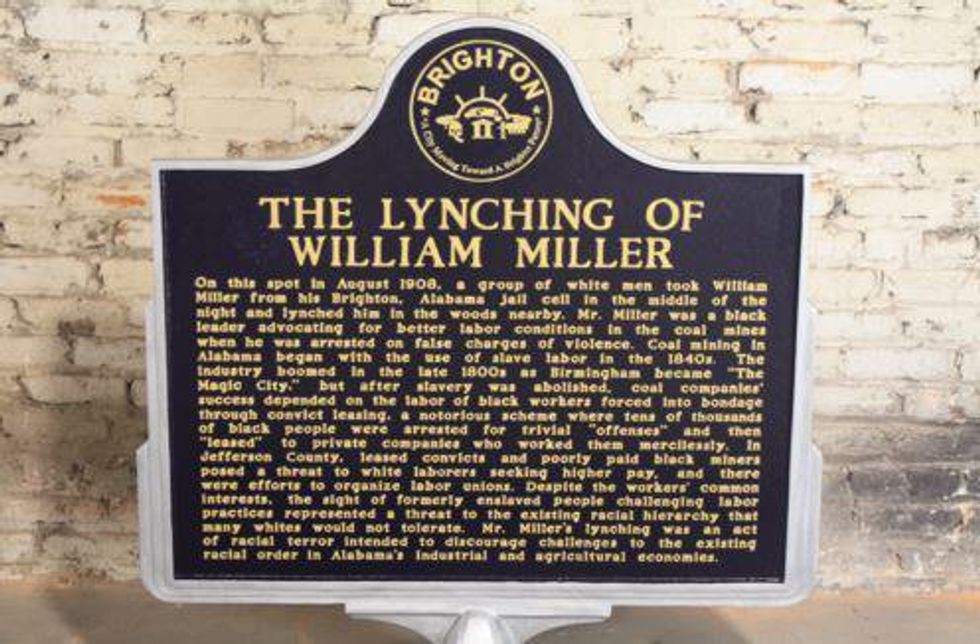 BRIGHTON
"A City Moving Toward A Brighter Future"
THE LYNCHING OF
WILLIAM MILLER
On this spot in August 1908, a group of white men took William
Miller from his Brighton, Alabama jail cell in the middle of the
night and lynched him in the woods nearby. Mr. Miller was a black
leader advocating for better labor conditions in the coal mines
when he was arrested on false charges of violence. Coal mining in
Alabama began with the use of slave labor in the 1840s. The
industry boomed in the late 1800s as Birmingham became "The
Magic City," but after slavery was abolished, coal companies'
success depended on the labor of black workers forced into bondage
through convict leasing, a notorious scheme where tens of thousands
of black people were arrested for trivial "offenses" and then
"leased" to private companies who worked them mercilessly. In
Jefferson County, leased convicts and poorly paid black miners
posed a threat to white laborers seeking higher pay, and there
were efforts to organize labor unions. Despite the workers' common
interests, the sight of formerly enslaved people challenging labor
practices represented a threat to the existing racial hierarchy that
many whites would not tolerate. Mr. Miller's lynching was an act
of racial terror intended to discourage challenges to the existing
racial order in Alabama's industrial and agricultural economies.